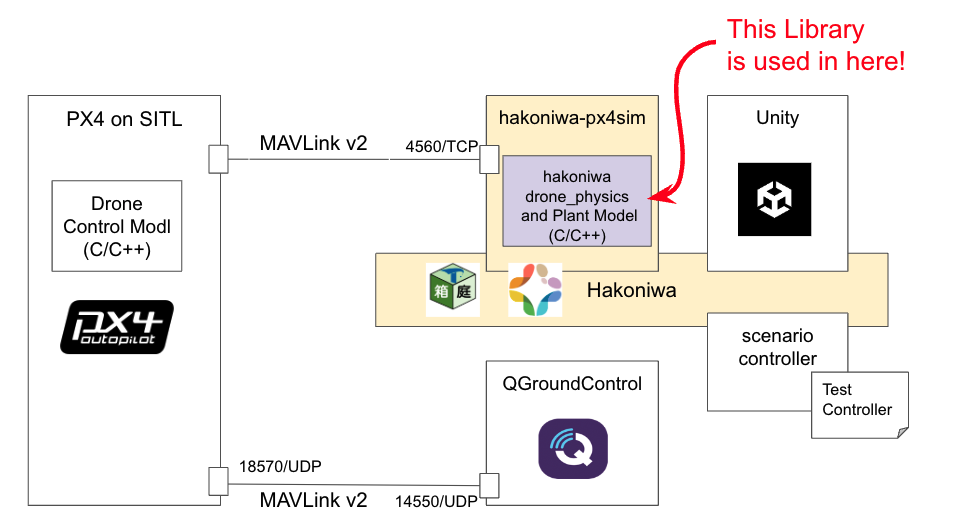 This Library
is used in here!
PX4 on SITL
MAVLink v2
4560/TCP
hakoniwa-px4sim
Unity
Drone
Control Modl
(C/C++)
hakoniwa
drone_physics
and Plant Model
(C/C++)
箱
庭
Hakoniwa
px4
autopilot
scenario
controller
Test
Controller
QGroundControl
Q
18570/UDP
MAVLink v2
14550/UDP